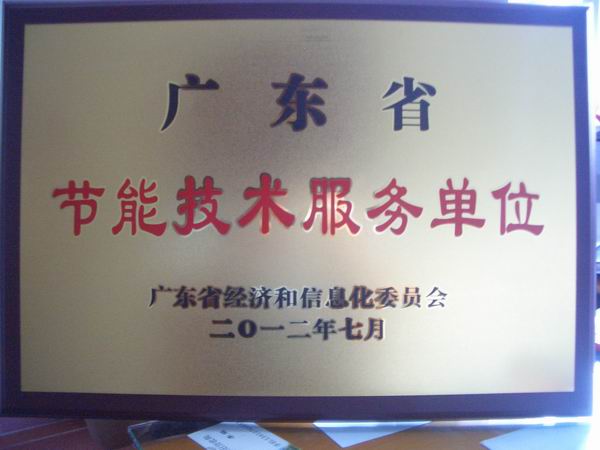 广东省
节能技术服务单位
广东省经济和信息化委员会
二〇一二年七月